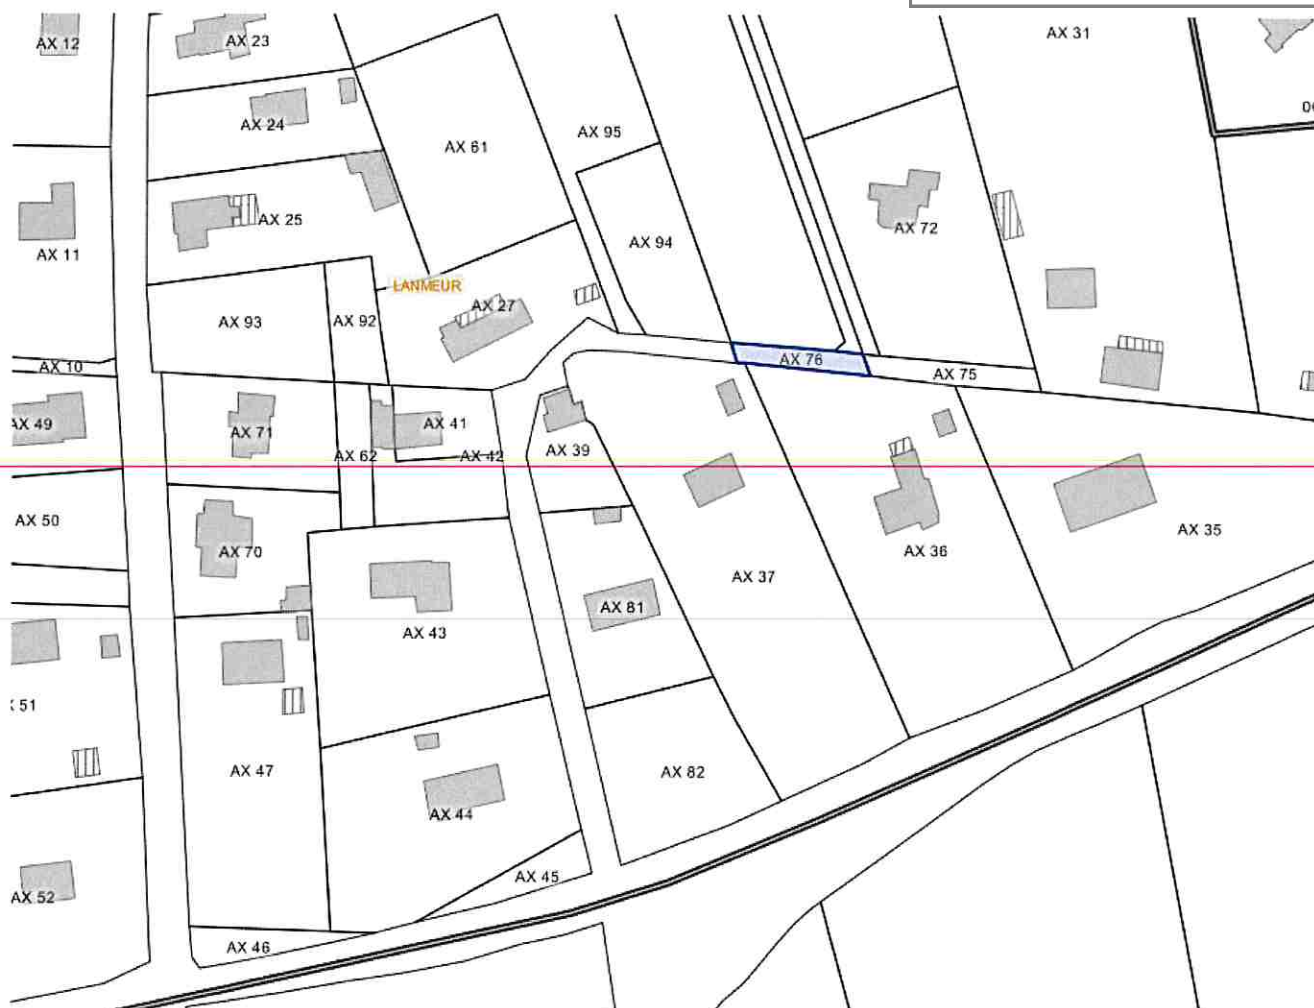 AX 12
AX 23
AX 31
AX 24
AX 95
AX 61
AX 25
AX 72
AX 11
AX 94
LANMEUR
AX 27
AX 93
AX 92
AX 10
AX 76
AX 75
AX 49
AX 71
AX 41
AX 62
AX 42
AX 39
AX 50
AX 70
AX 36
AX 35
AX 37
AX 81
AX 43
51
AX 47
AX 82
AX 44
AX 45
AX 52
AX 46